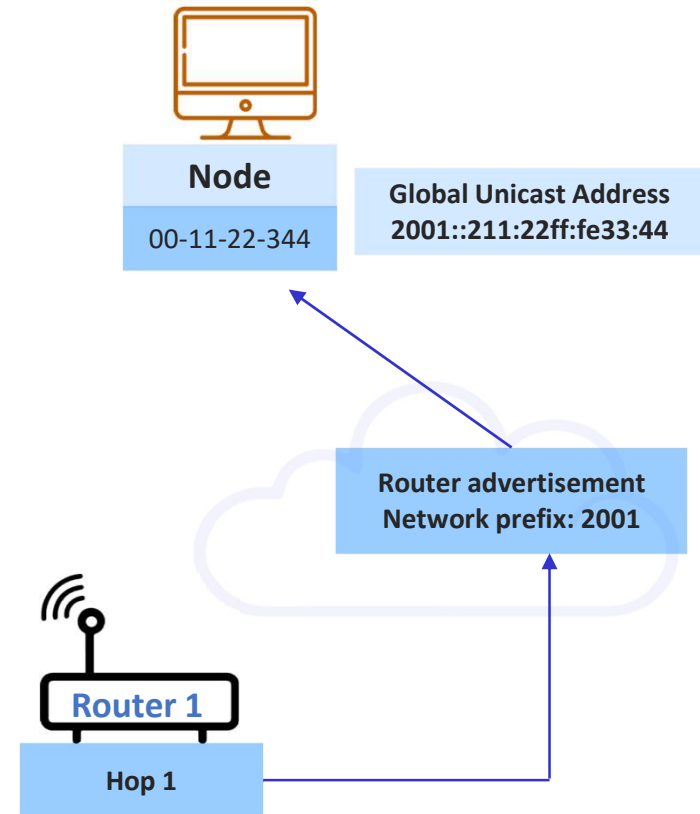 Node
00-11-22-344
Global Unicast Address
2001::211:22ff:fe33:44
Router advertisement
Network prefix: 2001
Router 1
Hop 1